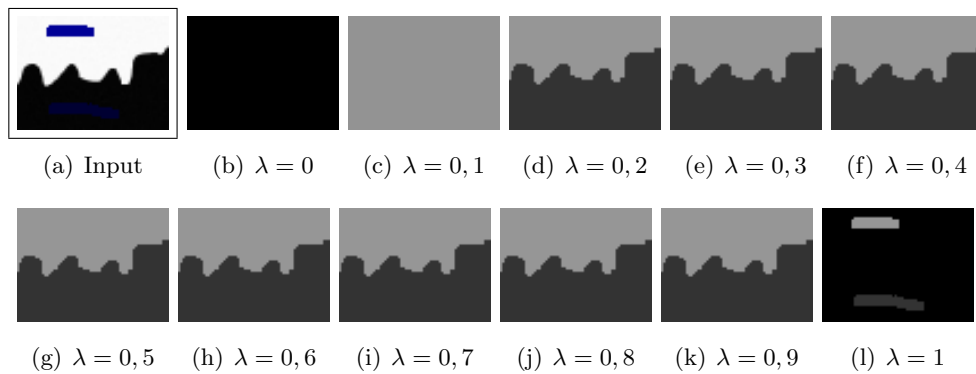 (a) Input (b) λ = 0 (c) λ = 0, 1 (d) λ = 0, 2 (e) λ = 0, 3 (f) λ = 0, 4
(g) λ = 0, 5 (h) λ = 0, 6 (i) λ = 0, 7 (j) λ = 0, 8 (k) λ = 0, 9 (l) λ = 1